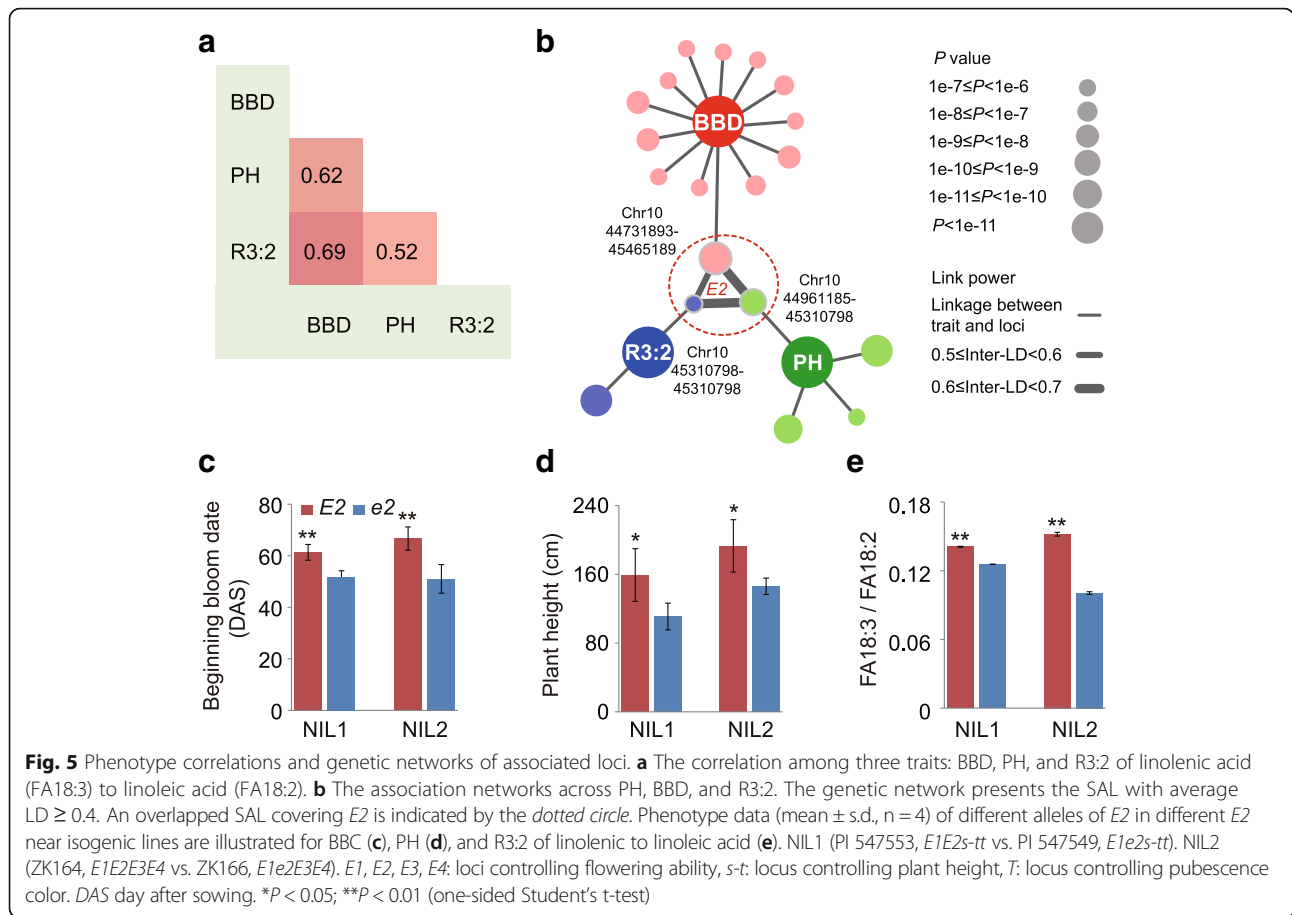 a
BBD
PH
0.62
R3:2
0.69 0.52
BBD PH R3:2
b
BBD
Chr10
44731893-
45465189
E2
Chr10
44961185-
45310798
R3:2
PH
Chr10
45310798-
45310798
P value
1e-7≤P<1e-6
1e-8≤P<1e-7
1e-9≤P<1e-8
1e-10≤P<1e-9
1e-11≤P<1e-10
P<1e-11
Link power
Linkage between
trait and loci
0.5≤Inter-LD<0.6
0.6≤Inter-LD<0.7
c
Beginning bloom date
(DAS)
80
60
40
20
0
E2 e2
** **
NIL1 NIL2
d
Plant height (cm)
240
160
80
0
* *
NIL1 NIL2
e
FA18:3 / FA18:2
0.18
0.12
0.06
0
** **
NIL1 NIL2
Fig. 5 Phenotype correlations and genetic networks of associated loci. a The correlation among three traits: BBD, PH, and R3:2 of linolenic acid
(FA18:3) to linoleic acid (FA18:2). b The association networks across PH, BBD, and R3:2. The genetic network presents the SAL with average
LD ≥ 0.4. An overlapped SAL covering E2 is indicated by the dotted circle. Phenotype data (mean ± s.d., n = 4) of different alleles of E2 in different E2
near isogenic lines are illustrated for BBC (c), PH (d), and R3:2 of linolenic to linoleic acid (e). NIL1 (PI 547553, E1E2s-tt vs. PI 547549, E1e2s-tt). NIL2
(ZK164, E1E2E3E4 vs. ZK166, E1e2E3E4). E1, E2, E3, E4: loci controlling flowering ability, s-t: locus controlling plant height, T: locus controlling pubescence
color. DAS day after sowing. *P < 0.05; **P < 0.01 (one-sided Student's t-test)